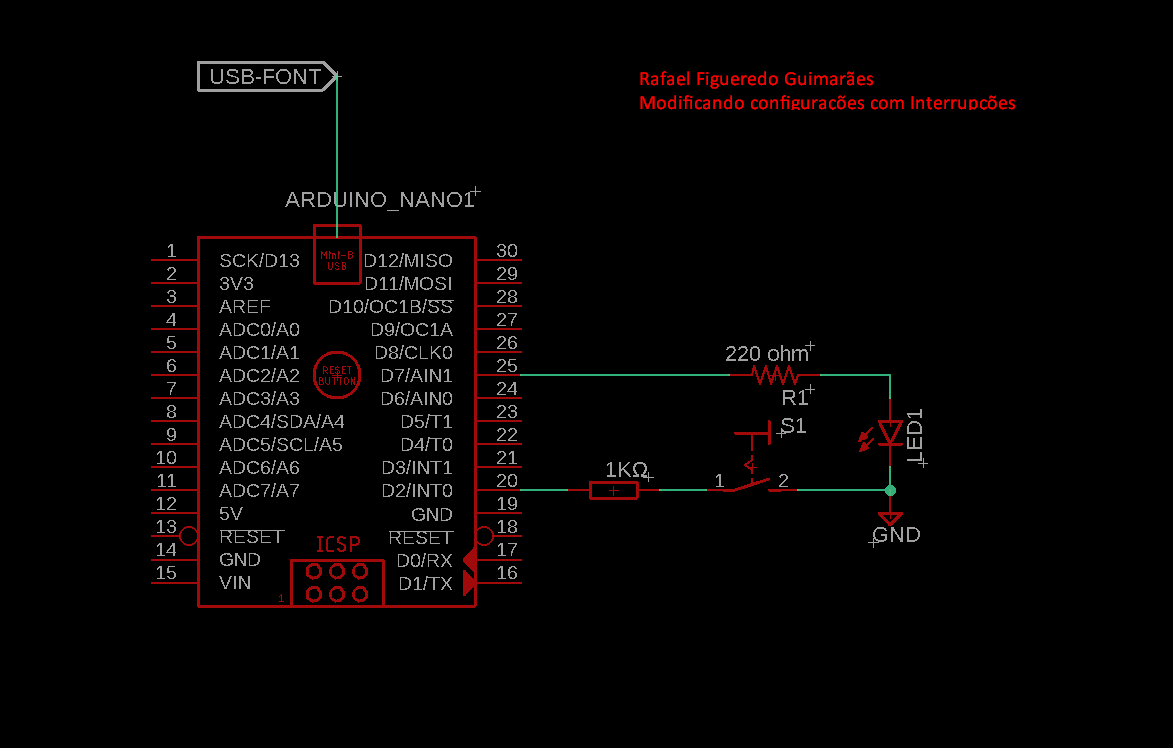 USB-FONT
Rafael Figueredo Guimarães
Modificando configurações com Interrupções
ARDUINO_NANO1
Mini-B
USB
1 SCK/D13 D12/MISO 30
2 3V3 D11/MOSI 29
3 AREF D10/OC1B/SS 28
4 ADC0/A0 D9/OC1A 27
5 ADC1/A1 D8/CLK0 26
6 ADC2/A2 RESET BUTTON D7/AIN1 25
7 ADC3/A3 D6/AIN0 24
8 ADC4/SDA/A4 D5/T1 23
9 ADC5/SCL/A5 D4/T0 22
10 ADC6/A6 D3/INT1 21
11 ADC7/A7 D2/INT0 20
12 5V GND 19
13 RESET RESET 18
14 GND D0/RX 17
15 VIN D1/TX 16
ICSP
1
220 ohm
R1
S1
1KΩ
1 2
LED1
GND